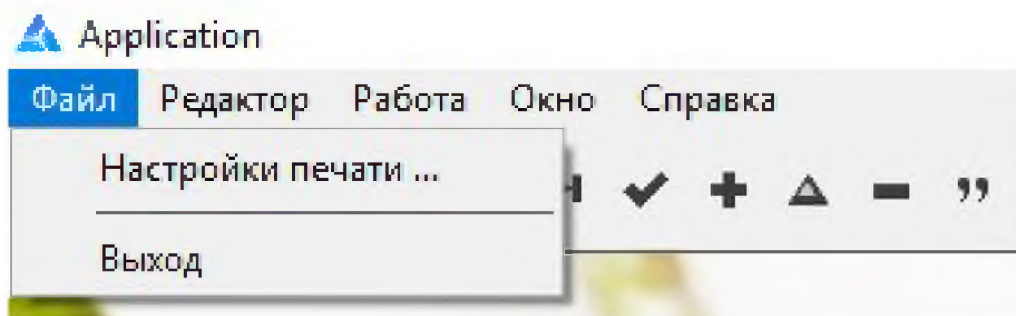 Application
Файл Редактор Работа Окно Справка
Настройки печати ...
Выход